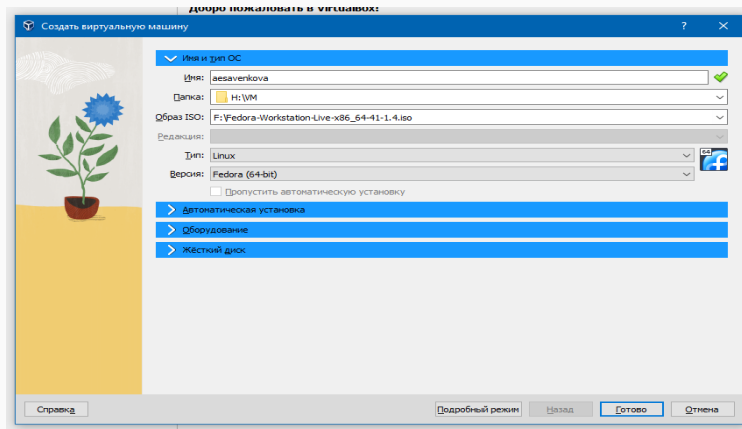 Добро пожаловать в VirtualBox!
Создать виртуальную машину
Имя и тип ОС
Имя: aesavenkova
Папка: H:\VM
Образ ISO: F:\Fedora-Workstation-Live-x86_64-41-1.4.iso
Редакция:
Тип: Linux
64
Версия: Fedora (64-bit)
Пропустить автоматическую установку
Автоматическая установка
Оборудование
Жёсткий диск
Справка Подробный режим Назад Готово Отмена